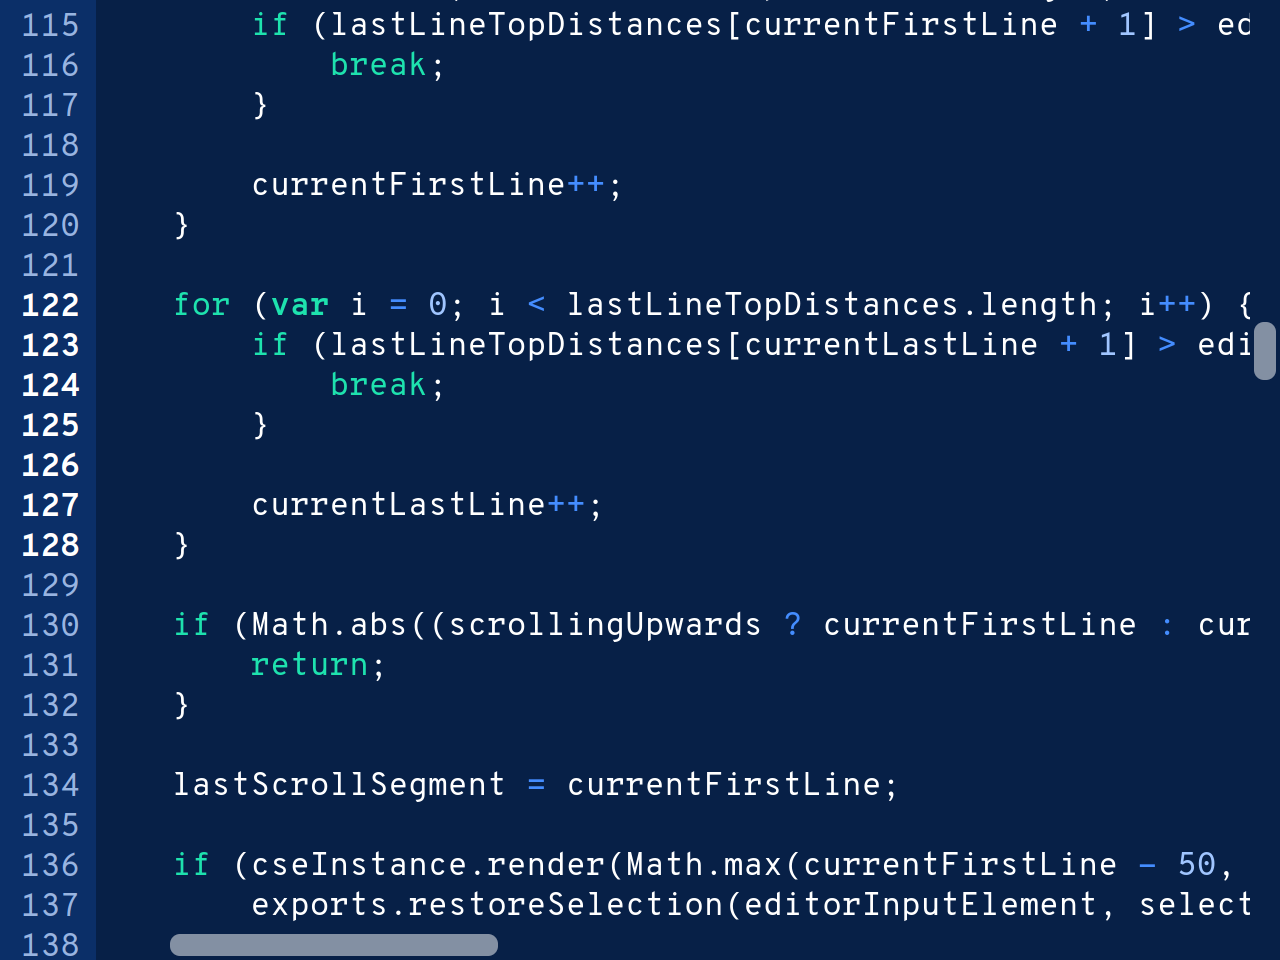 115 if (lastLineTopDistances[currentFirstLine + 1] > ed
116 break;
117 }
118
119 currentFirstLine++;
120 }
121
122 for (var i = 0; i < lastLineTopDistances.length; i++) {
123 if (lastLineTopDistances[currentLastLine + 1] > edi
124 break;
125 }
126
127 currentLastLine++;
128 }
129
130 if (Math.abs((scrollingUpwards ? currentFirstLine : cur
131 return;
132 }
133
134 lastScrollSegment = currentFirstLine;
135
136 if (cseInstance.render(Math.max(currentFirstLine - 50,
137 exports.restoreSelection(editorInputElement, select
138